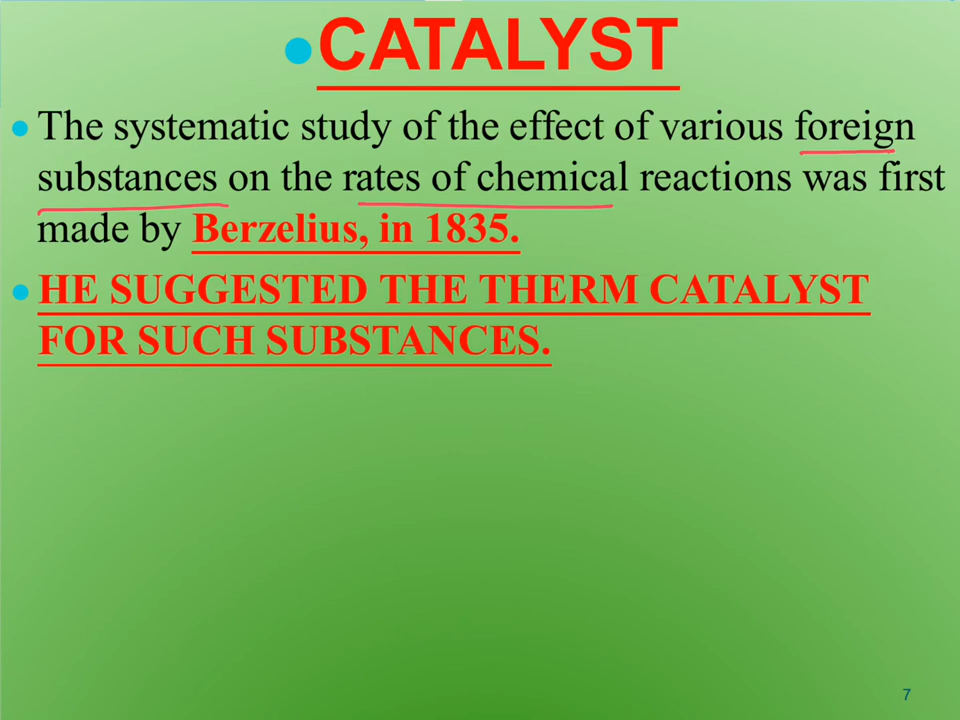 •CATALYST
• The systematic study of the effect of various foreign
substances on the rates of chemical reactions was first
made by Berzelius, in 1835.
• HE SUGGESTED THE THERM CATALYST
FOR SUCH SUBSTANCES.
7